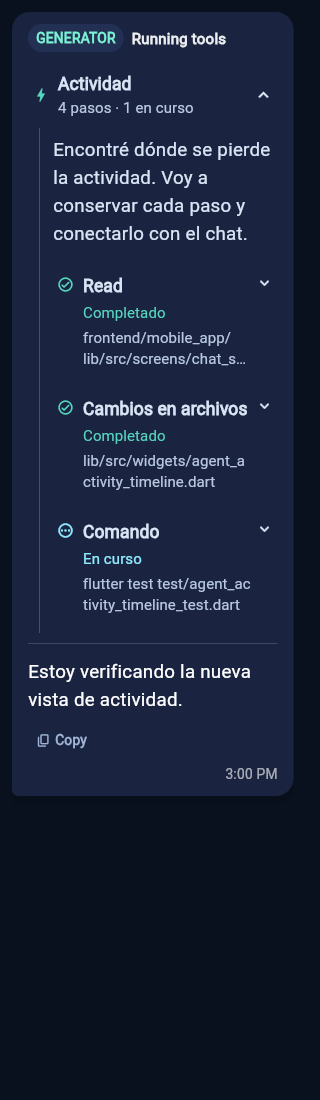 GENERATOR Running tools
Actividad
4 pasos · 1 en curso
Encontré dónde se pierde
la actividad. Voy a
conservar cada paso y
conectarlo con el chat.
Read
Completado
frontend/mobile_app/
lib/src/screens/chat_s…
Cambios en archivos
Completado
lib/src/widgets/agent_a
ctivity_timeline.dart
Comando
En curso
flutter test test/agent_ac
tivity_timeline_test.dart
Estoy verificando la nueva
vista de actividad.
Copy
3:00 PM